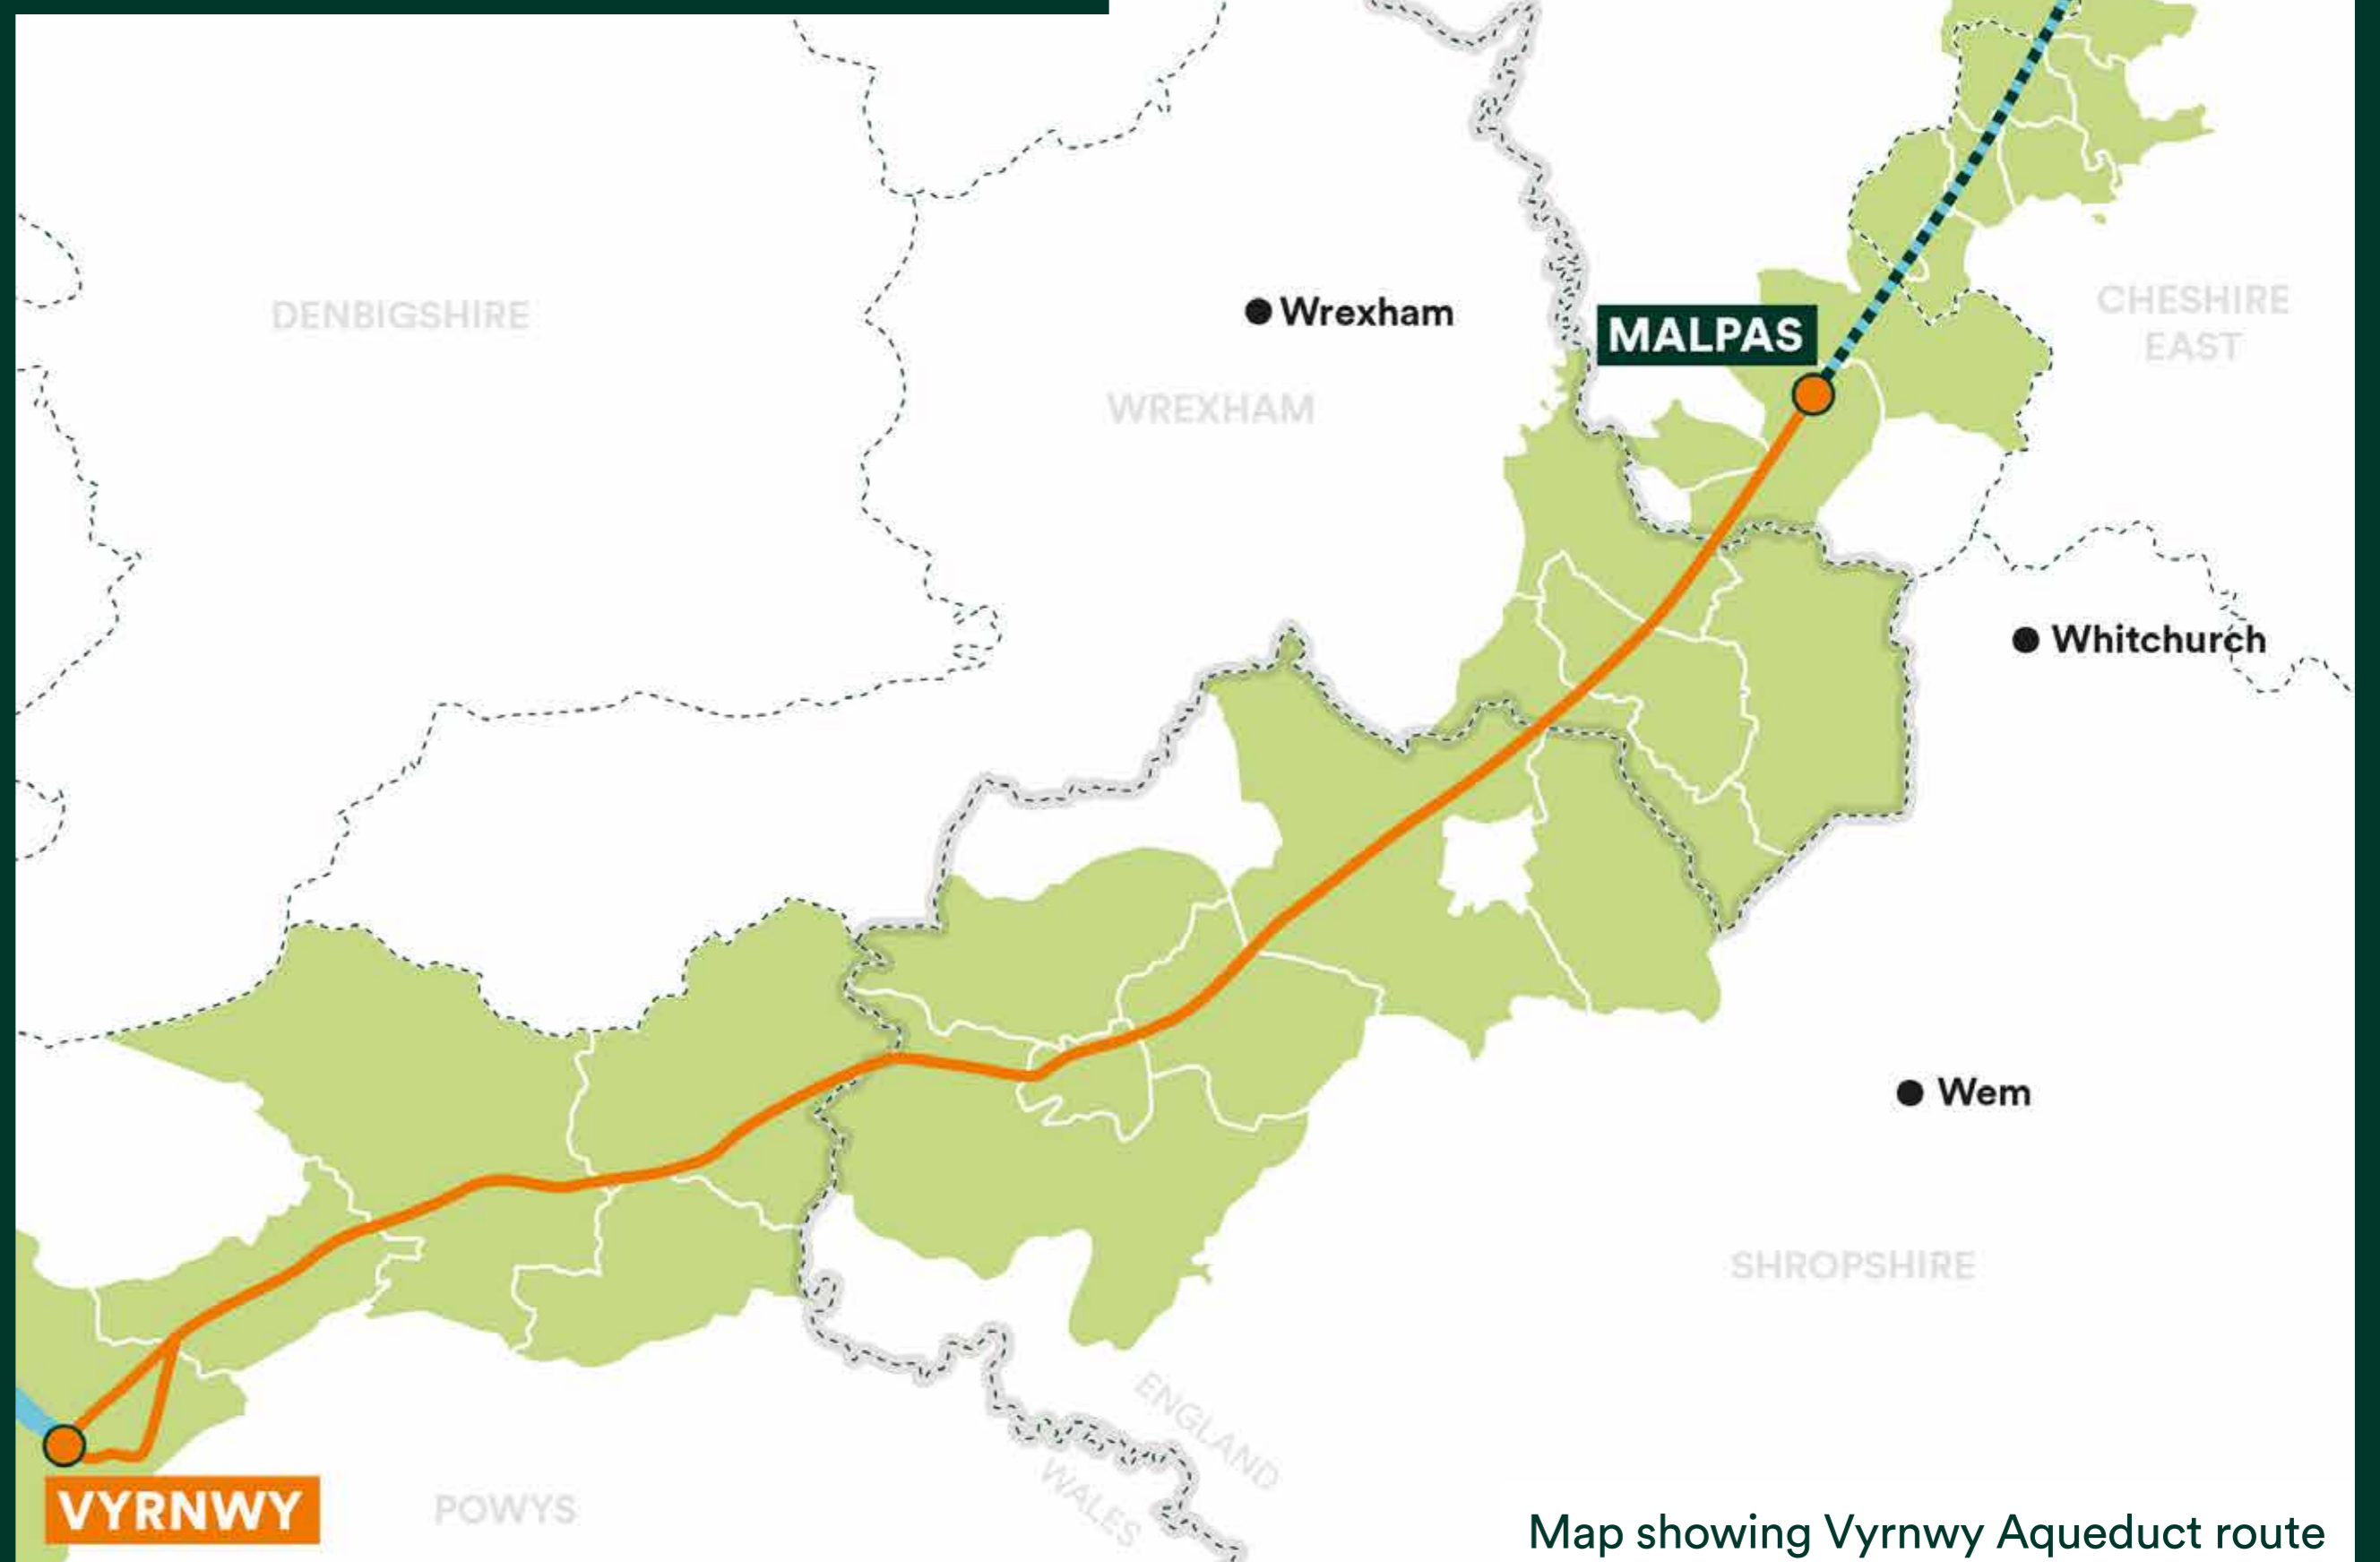 DENBIGSHIRE
Wrexham
WREXHAM
MALPAS
CHESHIRE
EAST
Whitchurch
Wem
SHROPSHIRE
ENGLAND
WALES
VYRNWY
POWYS
Map showing Vyrnwy Aqueduct route